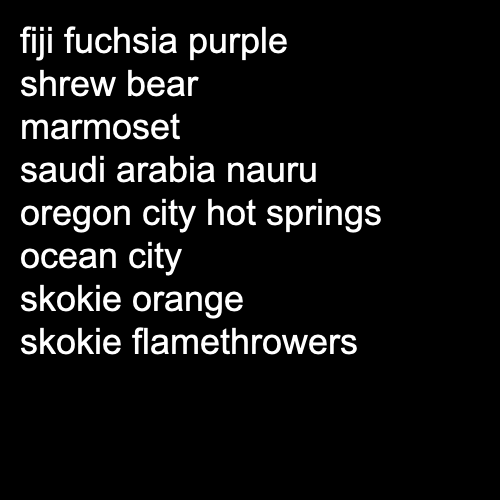 fiji fuchsia purple
shrew bear
marmoset
saudi arabia nauru
oregon city hot springs
ocean city
skokie orange
skokie flamethrowers